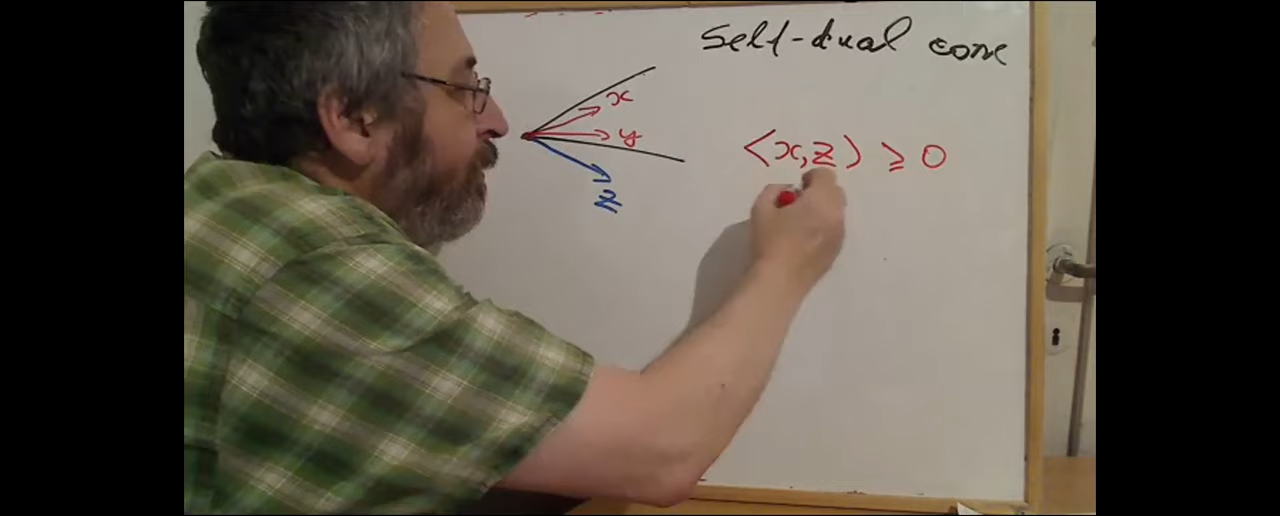 Self-dual cone
x
y
z
⟨x,z⟩ ≥ 0